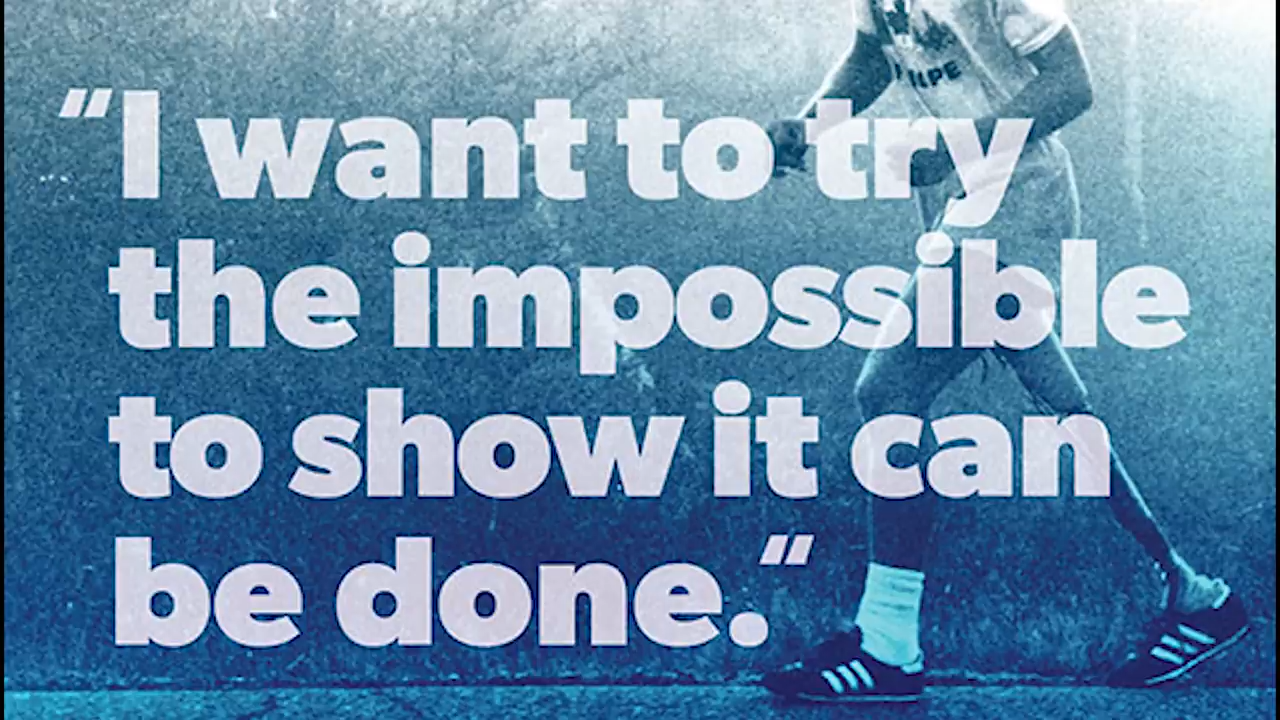 “I want to try
the impossible
to show it can
be done.“